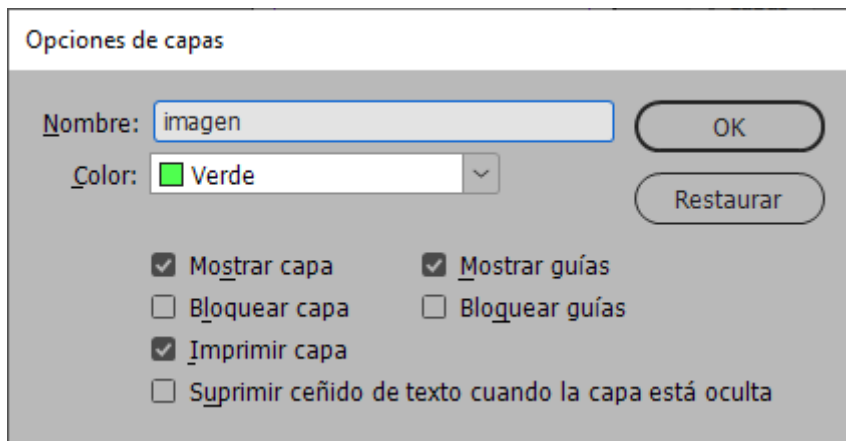 Opciones de capas
Nombre: imagen
OK
Color: Verde
Restaurar
Mostrar capa
Mostrar guías
Bloquear capa
Bloquear guías
Imprimir capa
Suprimir ceñido de texto cuando la capa está oculta